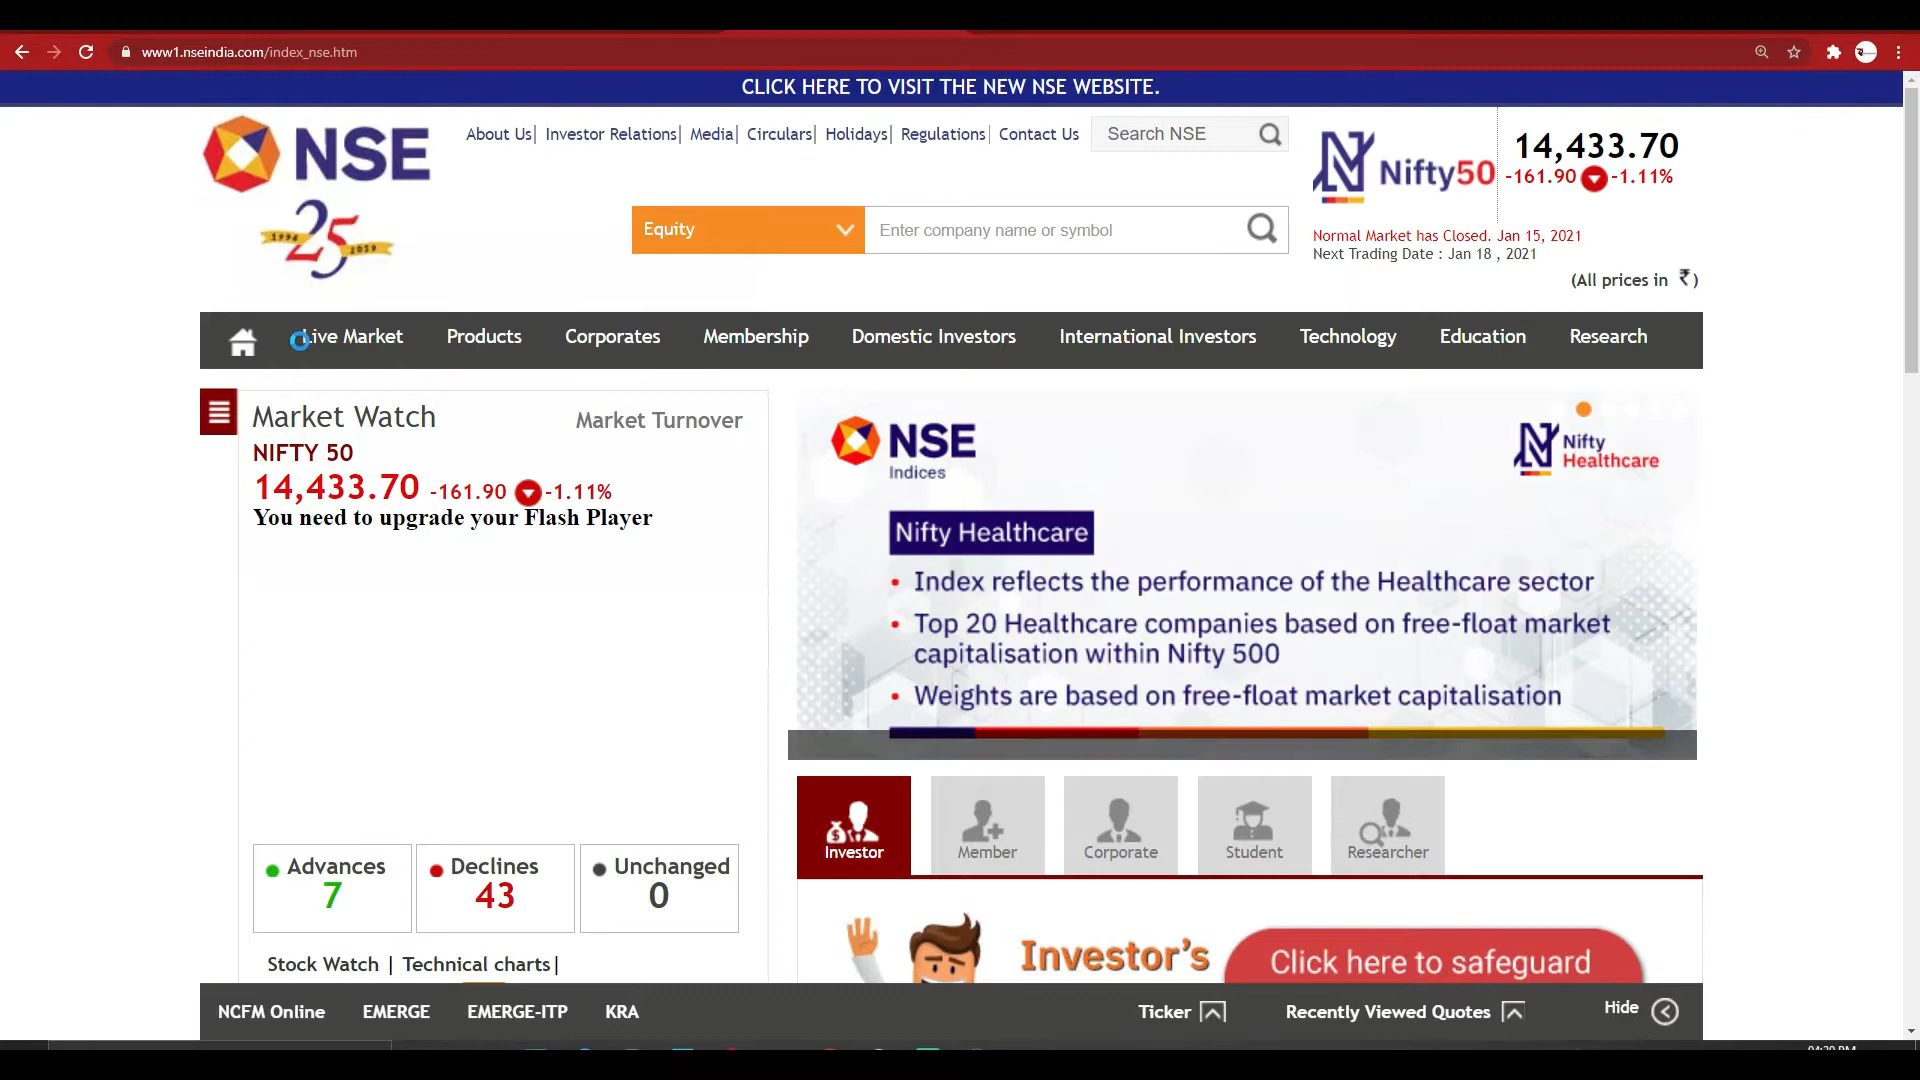 www1.nseindia.com/index_nse.htm
CLICK HERE TO VISIT THE NEW NSE WEBSITE.
NSE
1994 25 2019
About Us| Investor Relations| Media| Circulars| Holidays| Regulations| Contact Us
Search NSE
Equity
Enter company name or symbol
Nifty50
14,433.70
-161.90 -1.11%
Normal Market has Closed. Jan 15, 2021
Next Trading Date : Jan 18 , 2021
(All prices in ₹)
Live Market Products Corporates Membership Domestic Investors International Investors Technology Education Research
Market Watch
Market Turnover
NIFTY 50
14,433.70 -161.90 -1.11%
You need to upgrade your Flash Player
Advances
7
Declines
43
Unchanged
0
Stock Watch | Technical charts|
NSE
Indices
Nifty
Healthcare
Nifty Healthcare
• Index reflects the performance of the Healthcare sector
• Top 20 Healthcare companies based on free-float market
capitalisation within Nifty 500
• Weights are based on free-float market capitalisation
Investor
Member
Corporate
Student
Researcher
Investor's
Click here to safeguard
NCFM Online EMERGE EMERGE-ITP KRA
Ticker
Recently Viewed Quotes
Hide